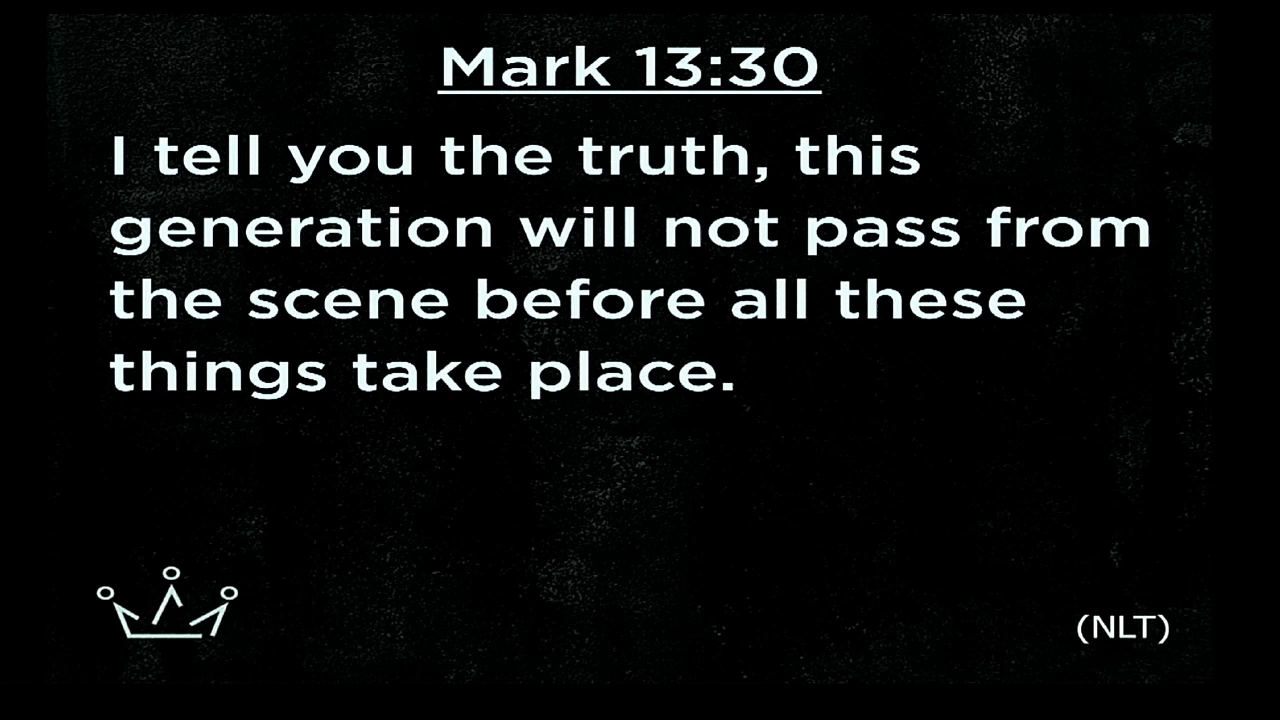 Mark 13:30
I tell you the truth, this
generation will not pass from
the scene before all these
things take place.
(NLT)